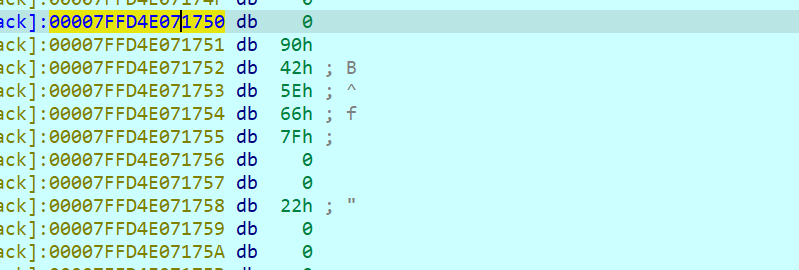 ack]:00007FFD4E071750 db 0
ack]:00007FFD4E071751 db 90h
ack]:00007FFD4E071752 db 42h ; B
ack]:00007FFD4E071753 db 5Eh ; ^
ack]:00007FFD4E071754 db 66h ; f
ack]:00007FFD4E071755 db 7Fh ;
ack]:00007FFD4E071756 db 0
ack]:00007FFD4E071757 db 0
ack]:00007FFD4E071758 db 22h ; "
ack]:00007FFD4E071759 db 0
ack]:00007FFD4E07175A db 0